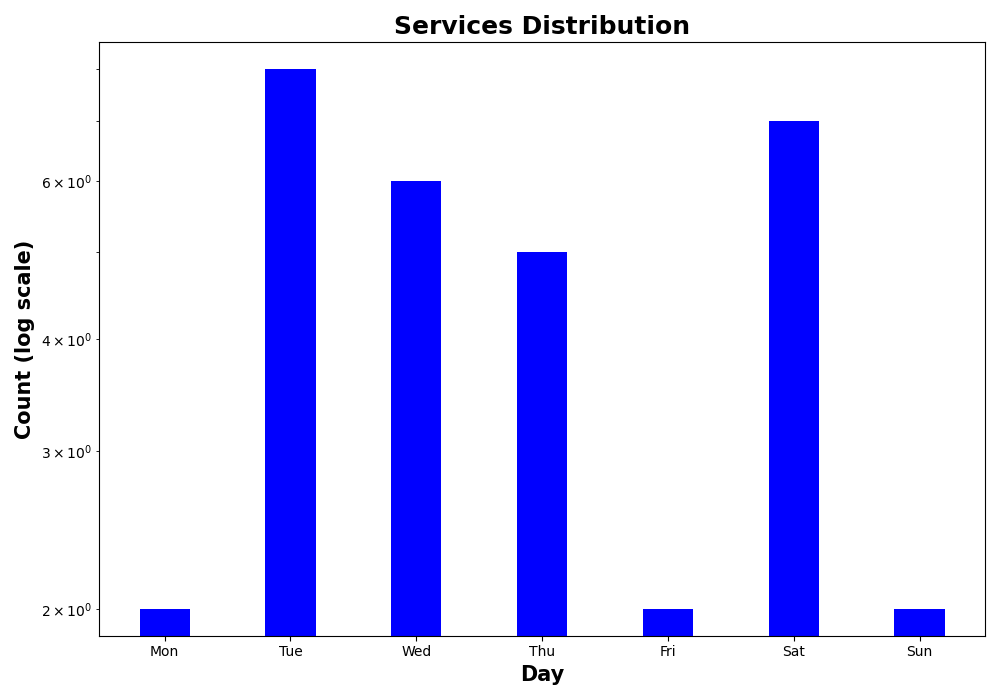 Services Distribution
Count (log scale)
6 × 10⁰
4 × 10⁰
3 × 10⁰
2 × 10⁰
Mon Tue Wed Thu Fri Sat Sun
Day